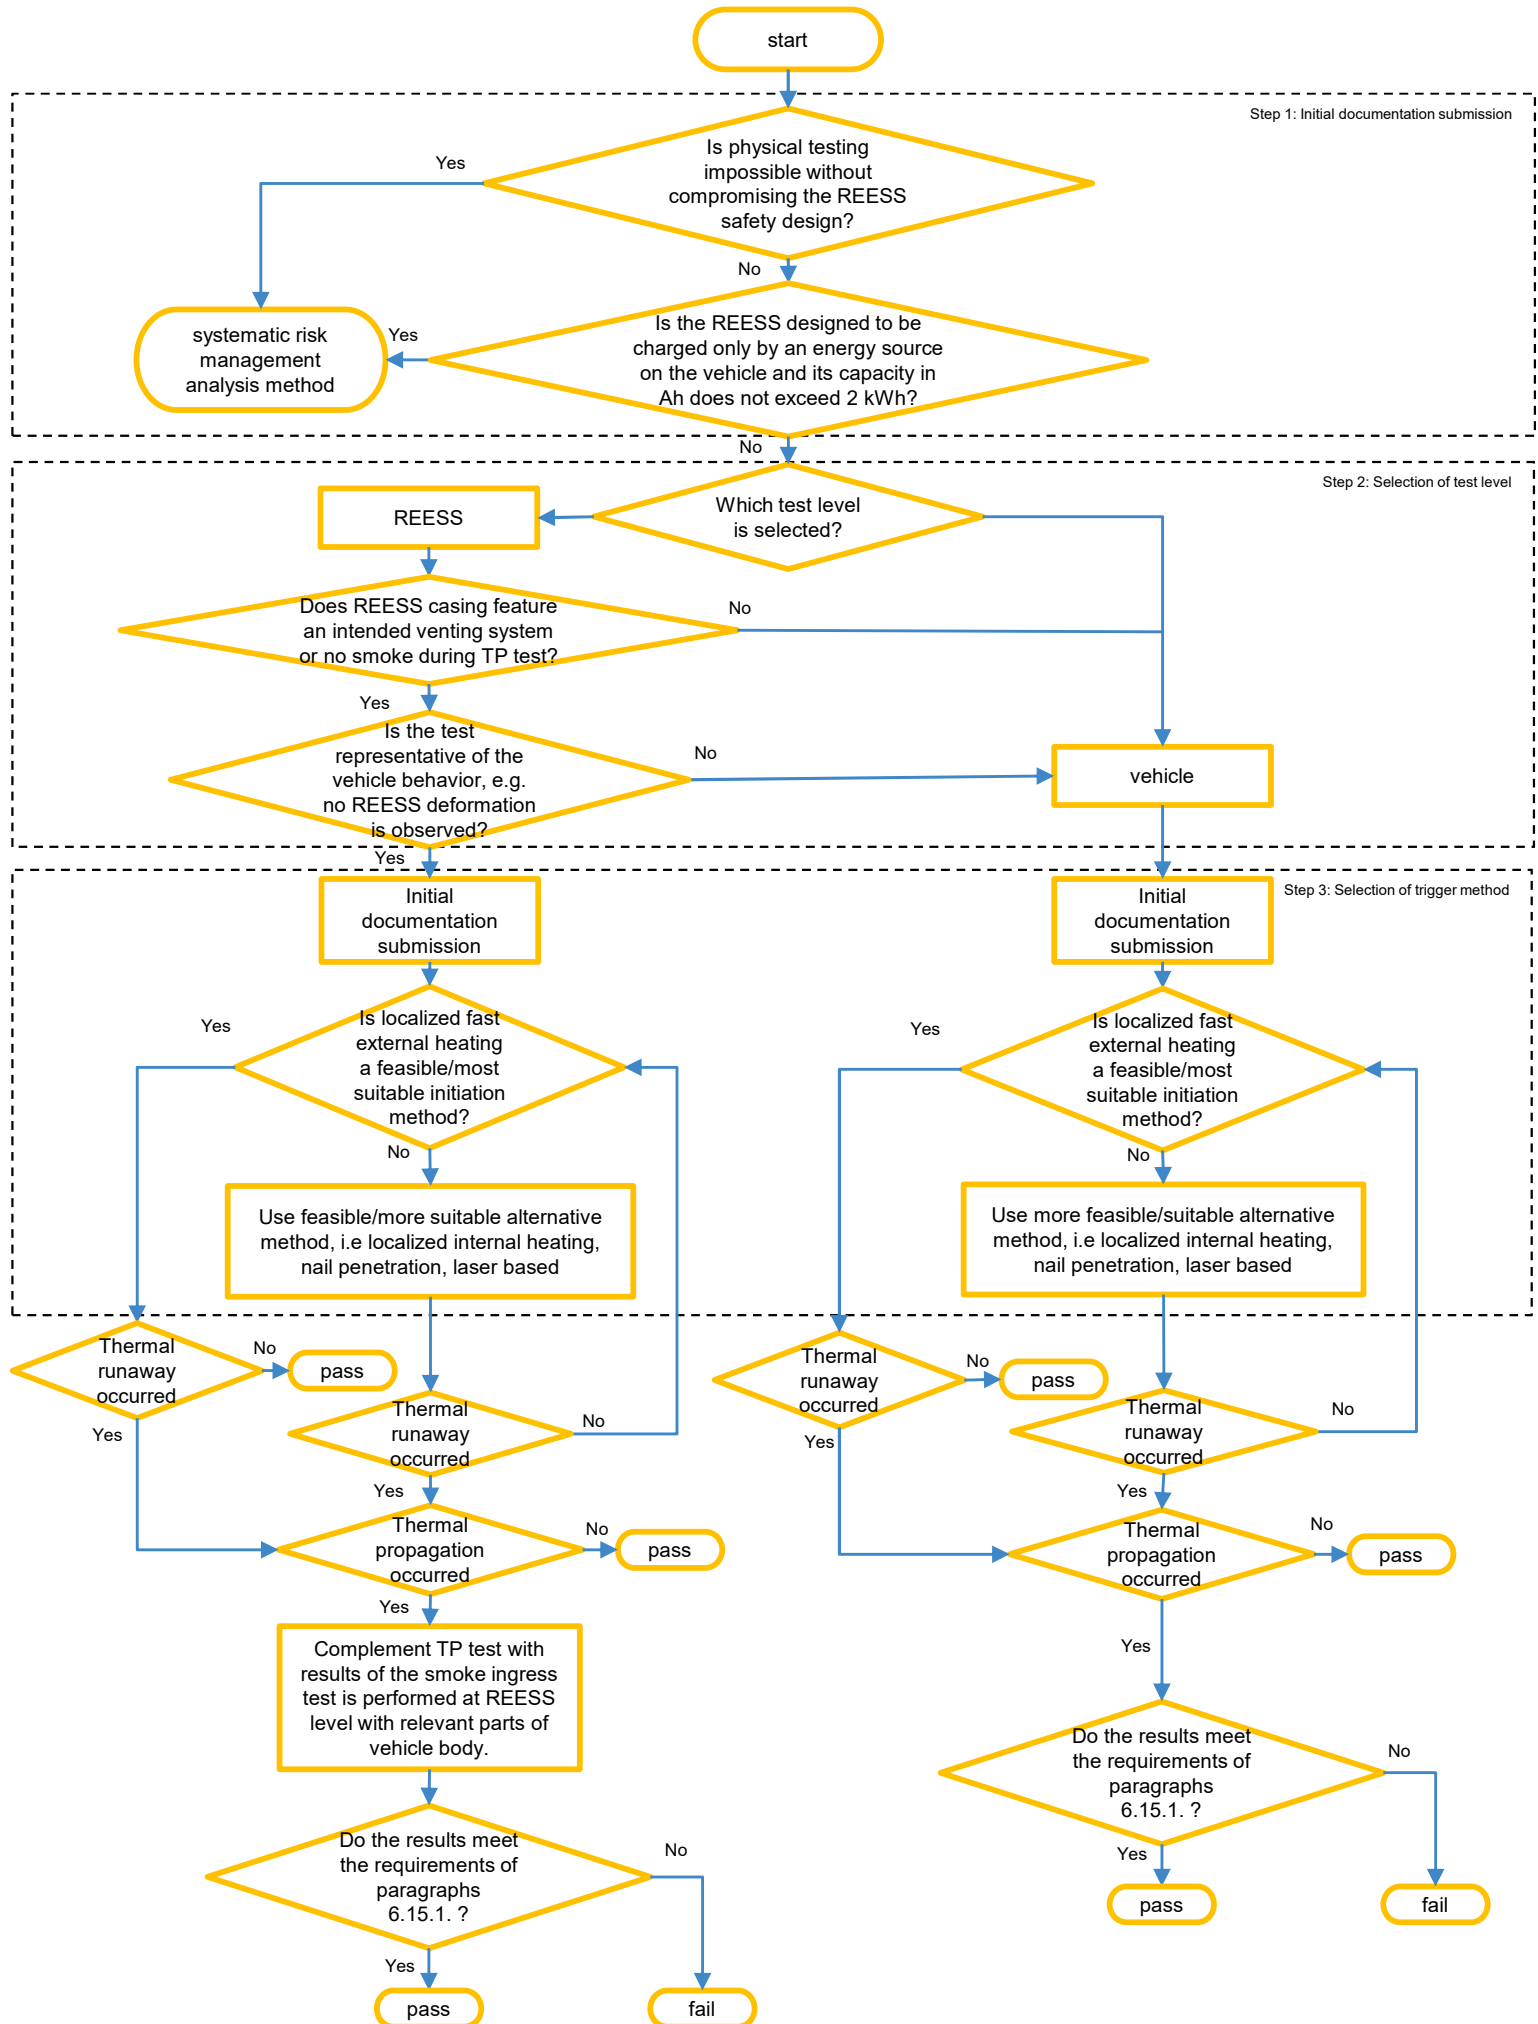 start
Step 1: Initial documentation submission
Is physical testing
impossible without
compromising the REESS
safety design?
Yes
No
Is the REESS designed to be
charged only by an energy source
on the vehicle and its capacity in
Ah does not exceed 2 kWh?
Yes
systematic risk
management
analysis method
No
Step 2: Selection of test level
Which test level
is selected?
REESS
Does REESS casing feature
an intended venting system
or no smoke during TP test?
No
Yes
Is the test
representative of the
vehicle behavior, e.g.
no REESS deformation
is observed?
No
vehicle
Yes
Step 3: Selection of trigger method
Initial
documentation
submission
Is localized fast
external heating
a feasible/most
suitable initiation
method?
Yes
No
Use feasible/more suitable alternative
method, i.e localized internal heating,
nail penetration, laser based
Thermal
runaway
occurred
No
pass
Yes
Thermal
runaway
occurred
No
Yes
Thermal
propagation
occurred
No
pass
Yes
Complement TP test with
results of the smoke ingress
test is performed at REESS
level with relevant parts of
vehicle body.
Do the results meet
the requirements of
paragraphs
6.15.1. ?
No
Yes
pass
fail
Initial
documentation
submission
Is localized fast
external heating
a feasible/most
suitable initiation
method?
Yes
No
Use more feasible/suitable alternative
method, i.e localized internal heating,
nail penetration, laser based
Thermal
runaway
occurred
No
pass
Yes
Thermal
runaway
occurred
No
Yes
Thermal
propagation
occurred
No
pass
Yes
Do the results meet
the requirements of
paragraphs
6.15.1. ?
No
Yes
pass
fail